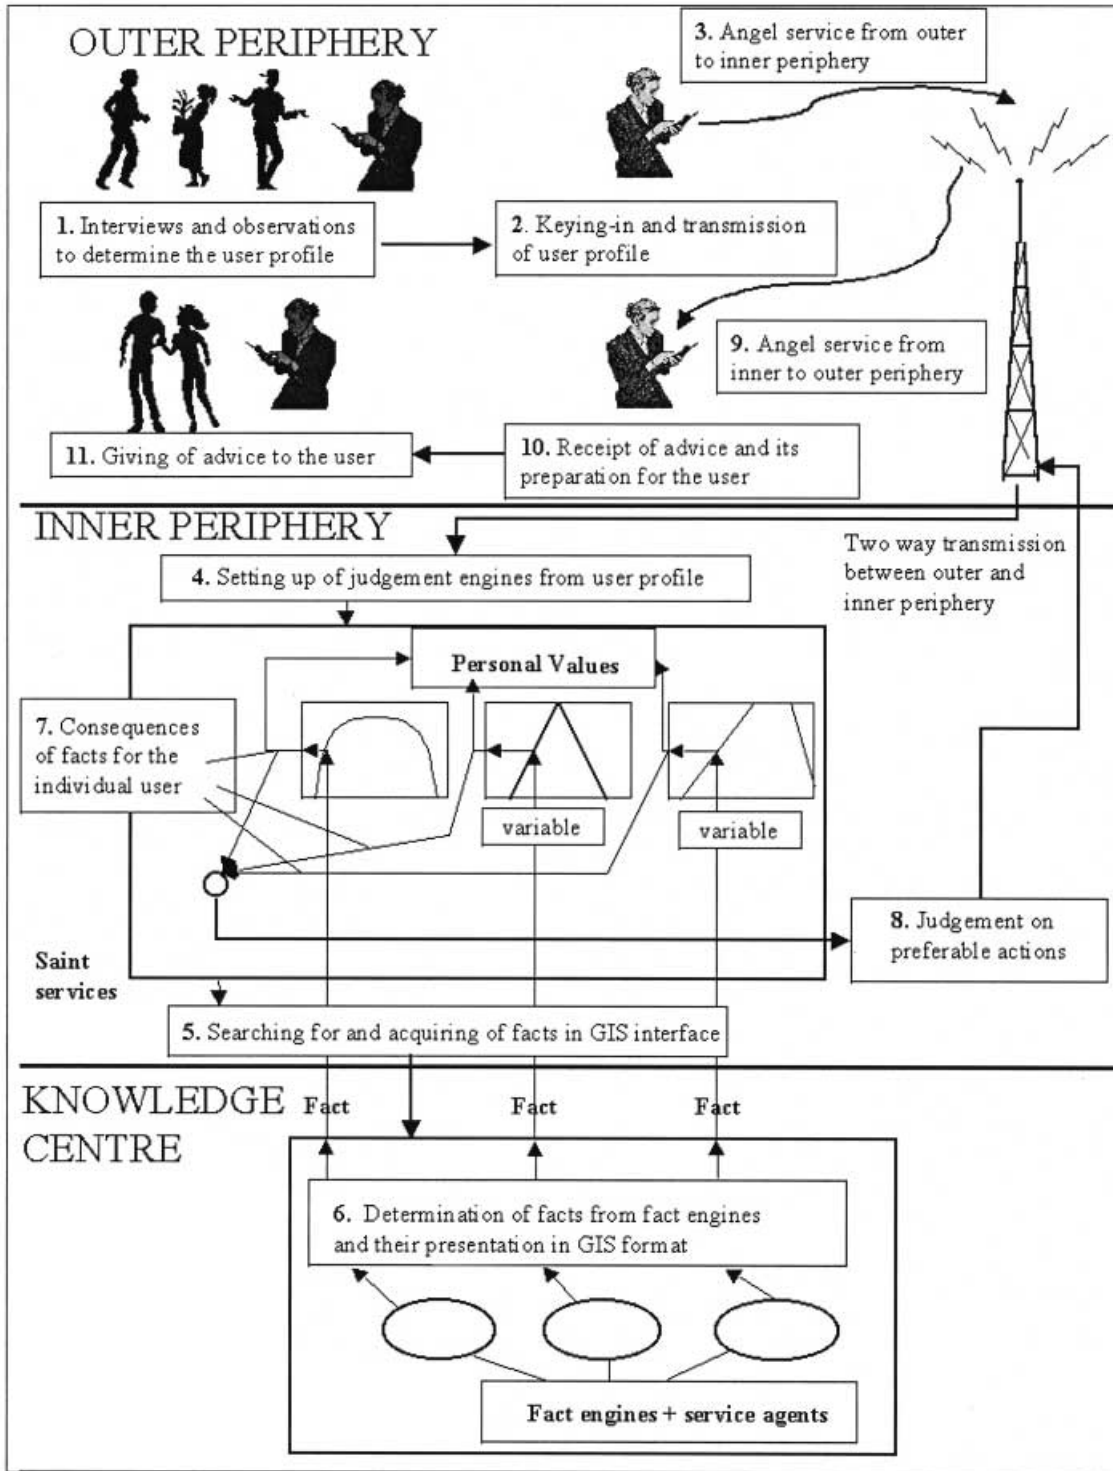 OUTER PERIPHERY
3. Angel service from outer
to inner periphery
1. Interviews and observations
to determine the user profile
2. Keying-in and transmission
of user profile
9. Angel service from
inner to outer periphery
11. Giving of advice to the user
10. Receipt of advice and its
preparation for the user
INNER PERIPHERY
Two way transmission
between outer and
inner periphery
4. Setting up of judgement engines from user profile
Personal Values
7. Consequences
of facts for the
individual user
variable
variable
8. Judgement on
preferable actions
Saint
services
5. Searching for and acquiring of facts in GIS interface
KNOWLEDGE
CENTRE
Fact
Fact
Fact
6. Determination of facts from fact engines
and their presentation in GIS format
Fact engines + service agents